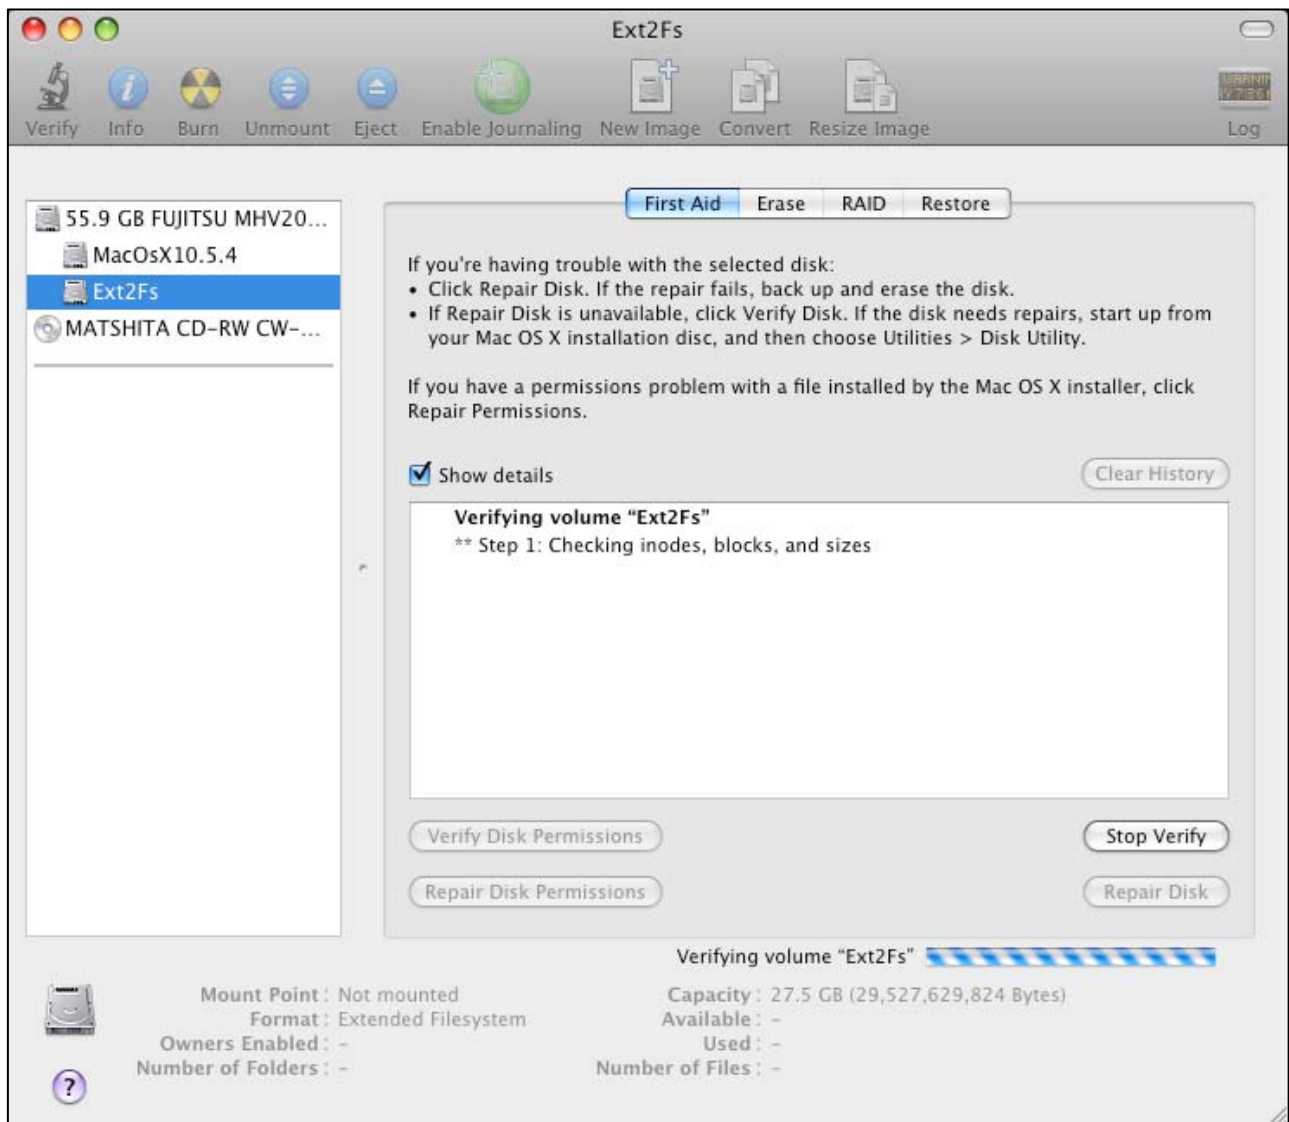 Ext2Fs
Verify Info Burn Unmount Eject Enable Journaling New Image Convert Resize Image Log
55.9 GB FUJITSU MHV20...
MacOsX10.5.4
Ext2Fs
MATSHITA CD-RW CW-...
First Aid Erase RAID Restore
If you're having trouble with the selected disk:
• Click Repair Disk. If the repair fails, back up and erase the disk.
• If Repair Disk is unavailable, click Verify Disk. If the disk needs repairs, start up from
your Mac OS X installation disc, and then choose Utilities > Disk Utility.
If you have a permissions problem with a file installed by the Mac OS X installer, click
Repair Permissions.
Show details
Clear History
Verifying volume “Ext2Fs”
** Step 1: Checking inodes, blocks, and sizes
Verify Disk Permissions
Stop Verify
Repair Disk Permissions
Repair Disk
Verifying volume “Ext2Fs”
Mount Point : Not mounted
Format : Extended Filesystem
Owners Enabled : -
Number of Folders : -
Capacity : 27.5 GB (29,527,629,824 Bytes)
Available : -
Used : -
Number of Files : -
?